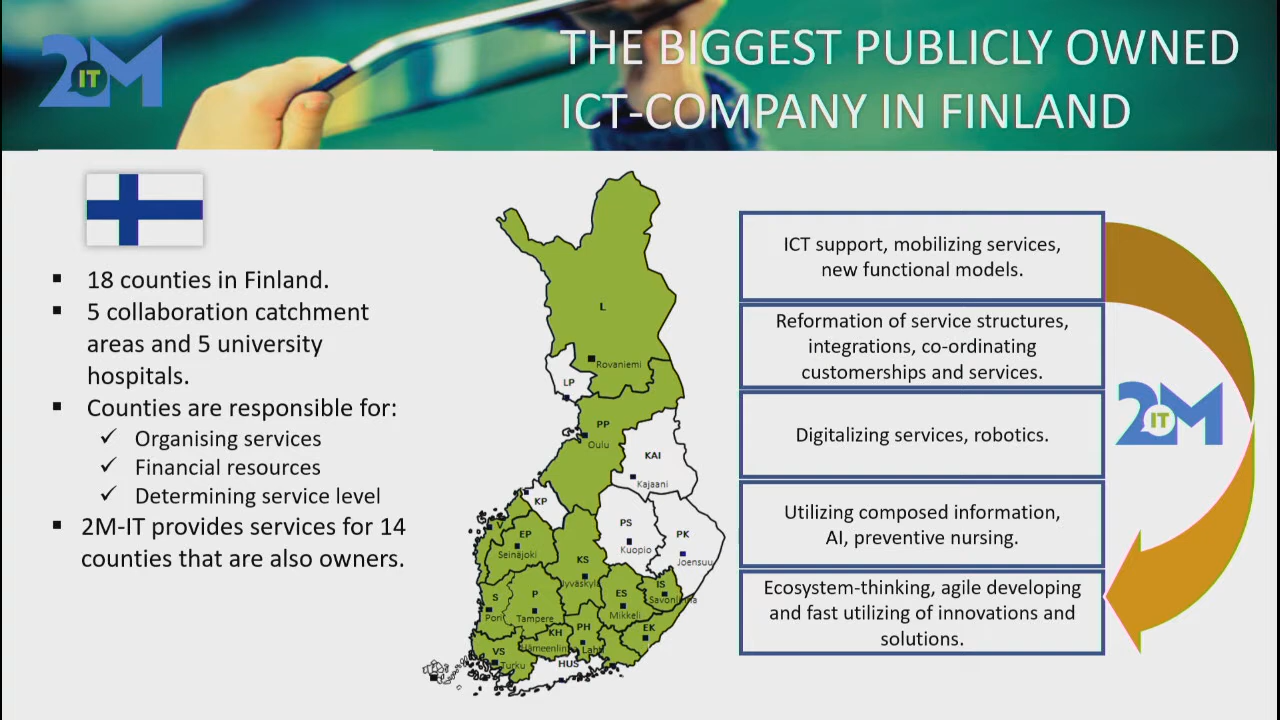 2M
IT
THE BIGGEST PUBLICLY OWNED
ICT-COMPANY IN FINLAND
18 counties in Finland.
5 collaboration catchment
areas and 5 university
hospitals.
Counties are responsible for:
Organising services
Financial resources
Determining service level
2M-IT provides services for 14
counties that are also owners.
L
Rovaniemi
LP
PP
Oulu
KAI
Kajaani
KP
V
EP
Seinäjoki
PS
Kuopio
PK
Joensuu
KS
Jyväskylä
IS
Savonlinna
ES
Mikkeli
S
Pori
P
Tampere
KH
Hämeenlinna
PH
Lahti
EK
VS
Turku
HUS
ICT support, mobilizing services,
new functional models.
Reformation of service structures,
integrations, co-ordinating
customerships and services.
Digitalizing services, robotics.
Utilizing composed information,
AI, preventive nursing.
Ecosystem-thinking, agile developing
and fast utilizing of innovations and
solutions.
2M
IT